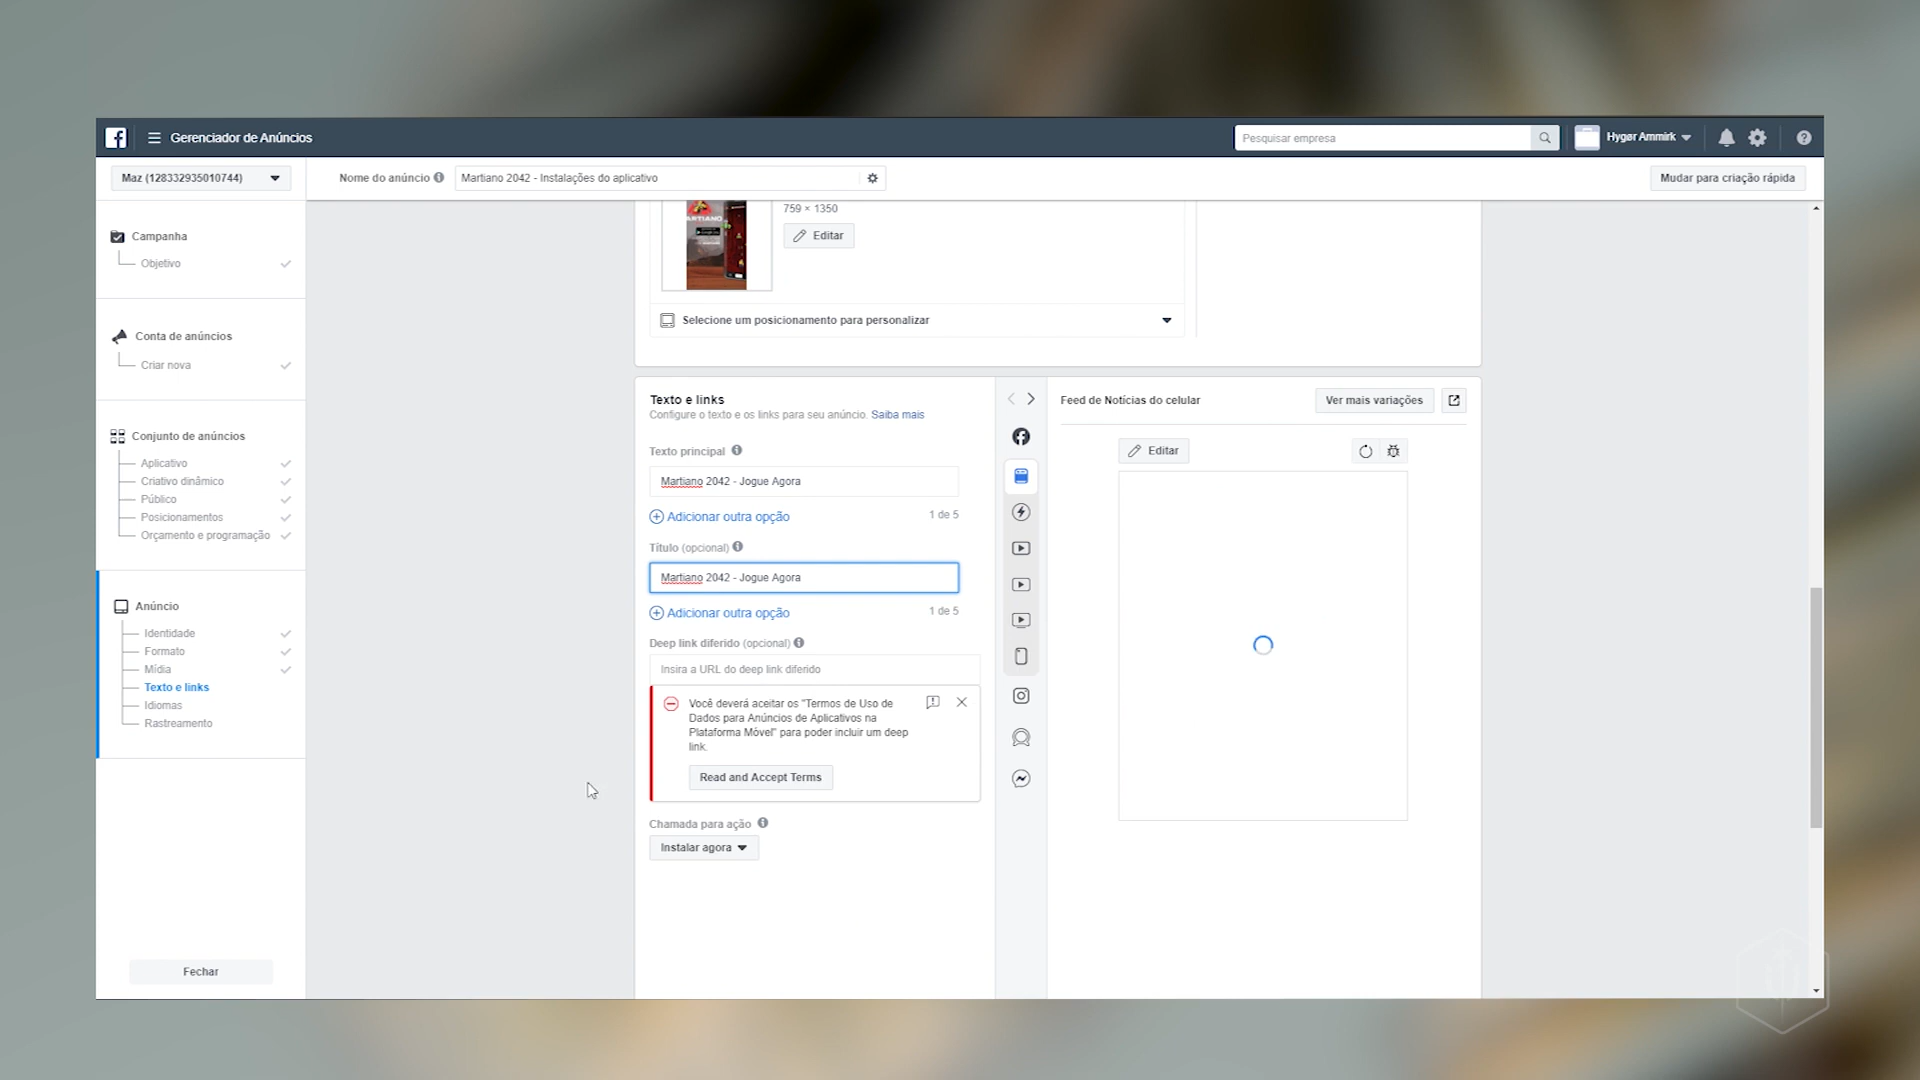 Gerenciador de Anúncios
Pesquisar empresa
Hygør Ammirk
Maz (128332935010744)
Nome do anúncio
Martiano 2042 - Instalações do aplicativo
Mudar para criação rápida
Campanha
Objetivo
Conta de anúncios
Criar nova
Conjunto de anúncios
Aplicativo
Criativo dinâmico
Público
Posicionamentos
Orçamento e programação
Anúncio
Identidade
Formato
Mídia
Texto e links
Idiomas
Rastreamento
Fechar
759 × 1350
Editar
Selecione um posicionamento para personalizar
Texto e links
Configure o texto e os links para seu anúncio. Saiba mais
Texto principal
Martiano 2042 - Jogue Agora
Adicionar outra opção
1 de 5
Título (opcional)
Martiano 2042 - Jogue Agora
Adicionar outra opção
1 de 5
Deep link diferido (opcional)
Insira a URL do deep link diferido
Você deverá aceitar os "Termos de Uso de
Dados para Anúncios de Aplicativos na
Plataforma Móvel" para poder incluir um deep
link.
Read and Accept Terms
Chamada para ação
Instalar agora
Feed de Notícias do celular
Ver mais variações
Editar